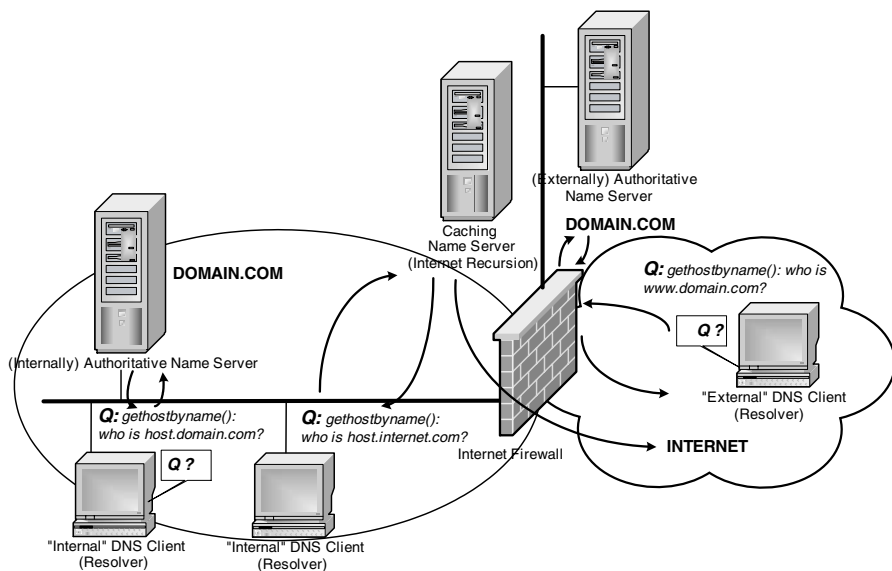 (Externally) Authoritative
Name Server
DOMAIN.COM
Caching
Name Server
(Internet Recursion)
DOMAIN.COM
(Internally) Authoritative Name Server
Q: gethostbyname(): who is
www.domain.com?
Q ?
"External" DNS Client
(Resolver)
Q: gethostbyname():
who is host.domain.com?
Q: gethostbyname():
who is host.internet.com?
Internet Firewall
INTERNET
Q ?
"Internal" DNS Client
(Resolver)
"Internal" DNS Client
(Resolver)